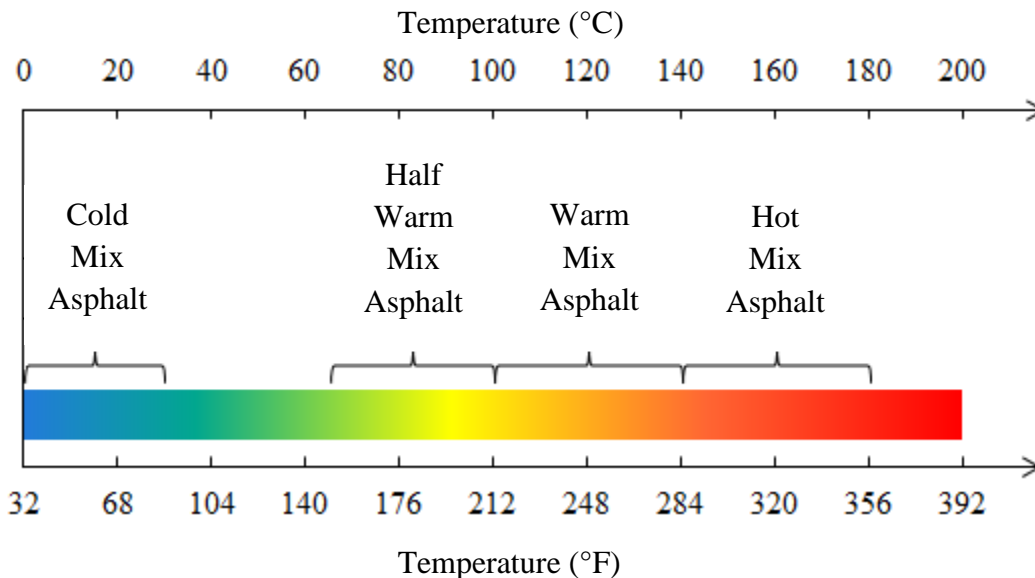 Temperature (°C)
0 20 40 60 80 100 120 140 160 180 200
Cold
Mix
Asphalt
Half
Warm
Mix
Asphalt
Warm
Mix
Asphalt
Hot
Mix
Asphalt
32 68 104 140 176 212 248 284 320 356 392
Temperature (°F)